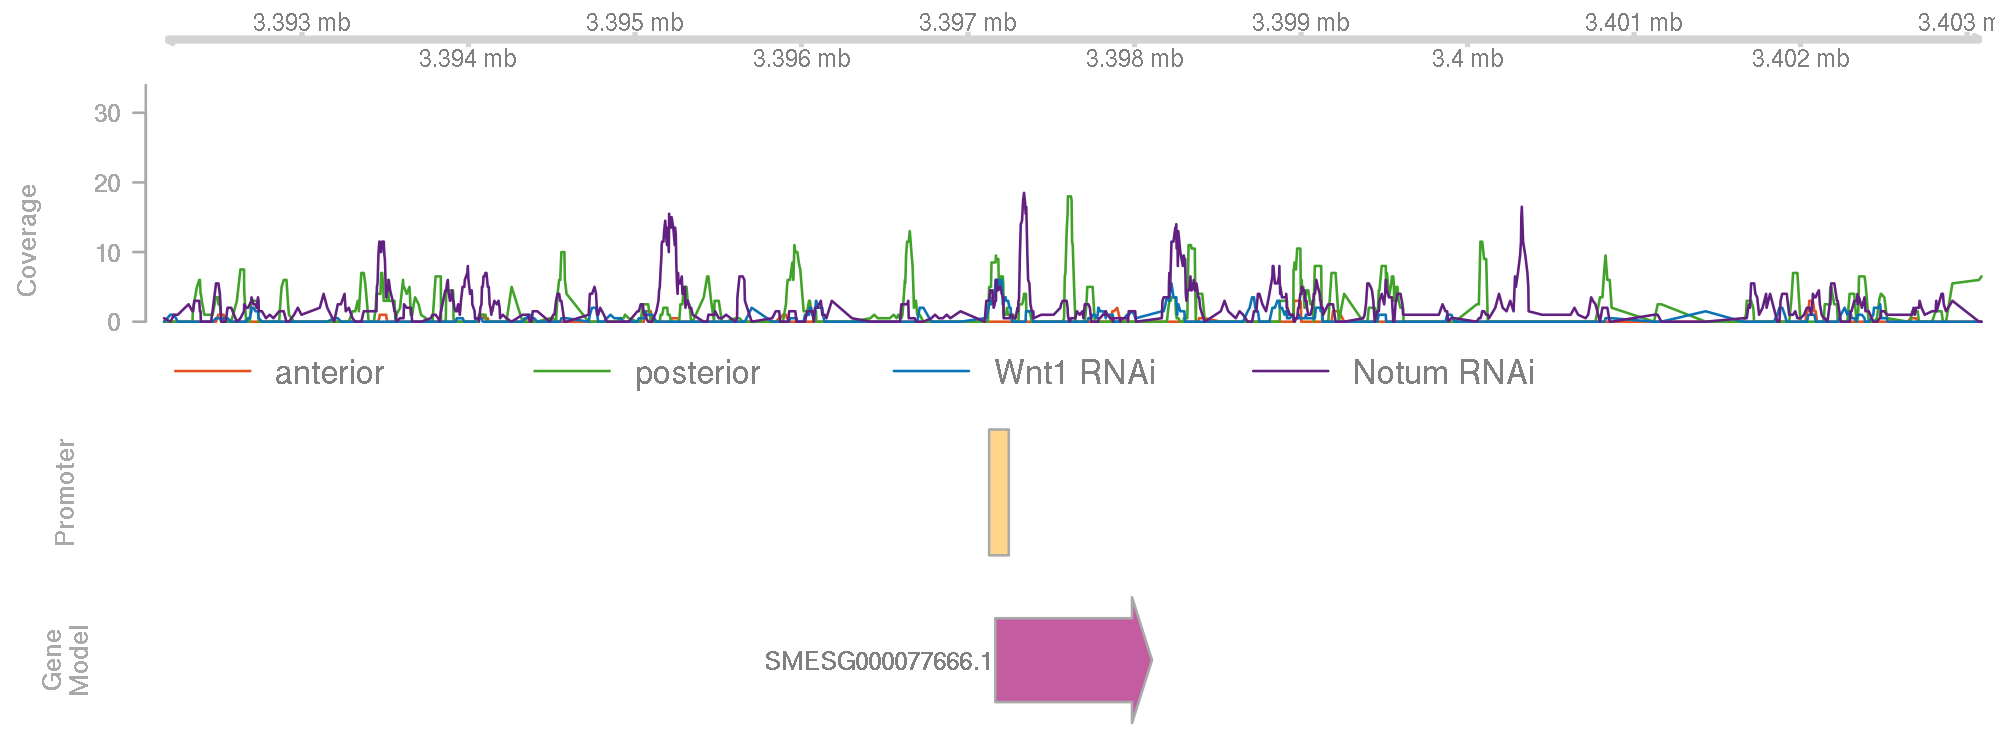 3.393 mb 3.395 mb 3.397 mb 3.399 mb 3.401 mb 3.403 m
3.394 mb 3.396 mb 3.398 mb 3.4 mb 3.402 mb
30
20
10
0
Coverage
anterior posterior Wnt1 RNAi Notum RNAi
Promoter
Gene
Model
SMESG000077666.1